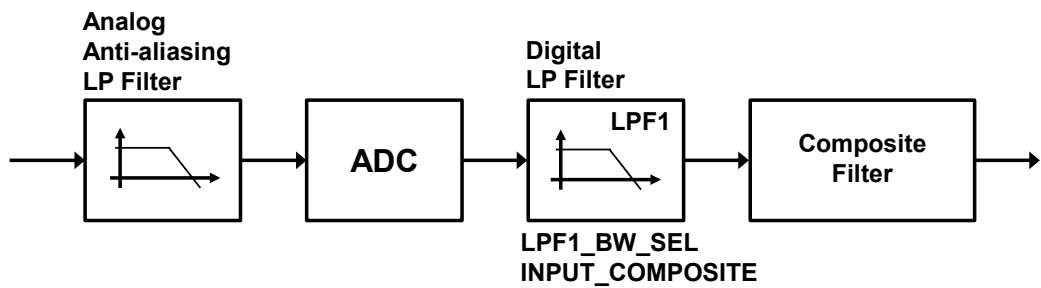 Analog
Anti-aliasing
LP Filter
ADC
Digital
LP Filter
LPF1
LPF1_BW_SEL
INPUT_COMPOSITE
Composite
Filter